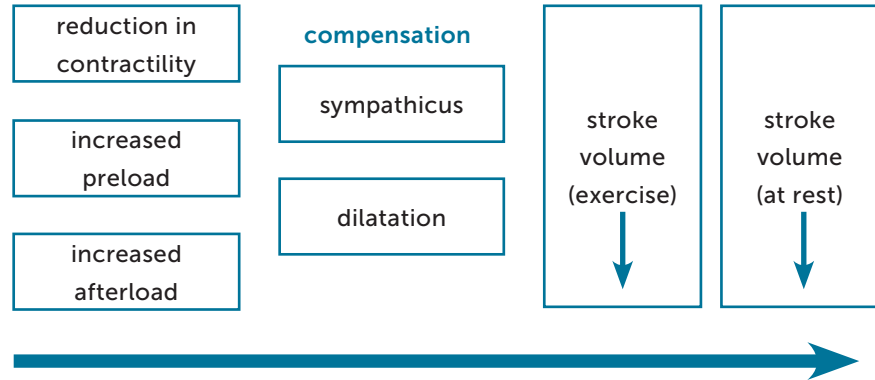 reduction in
contractility
increased
preload
increased
afterload
compensation
sympathicus
dilatation
stroke
volume
(exercise)
stroke
volume
(at rest)